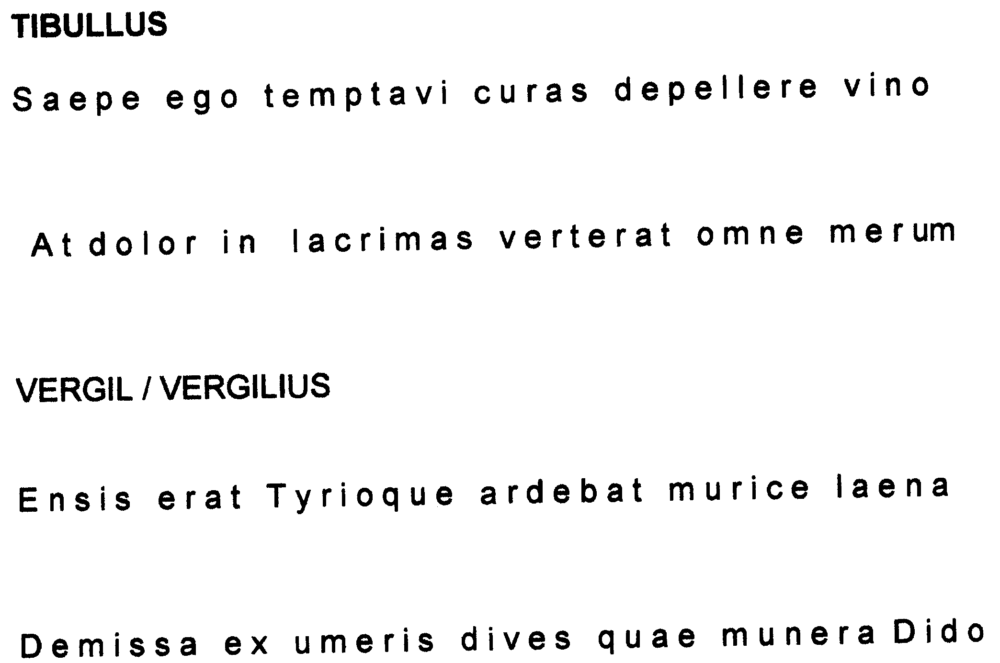 TIBULLUS
Saepe ego temptavi curas depellere vino
At dolor in lacrimas verterat omne merum
VERGIL / VERGILIUS
Ensis erat Tyrioque ardebat murice laena
Demissa ex umeris dives quae munera Dido